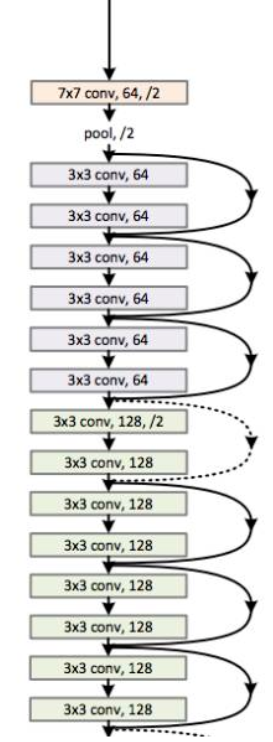 7x7 conv, 64, /2
pool, /2
3x3 conv, 64
3x3 conv, 64
3x3 conv, 64
3x3 conv, 64
3x3 conv, 64
3x3 conv, 64
3x3 conv, 128, /2
3x3 conv, 128
3x3 conv, 128
3x3 conv, 128
3x3 conv, 128
3x3 conv, 128
3x3 conv, 128
3x3 conv, 128